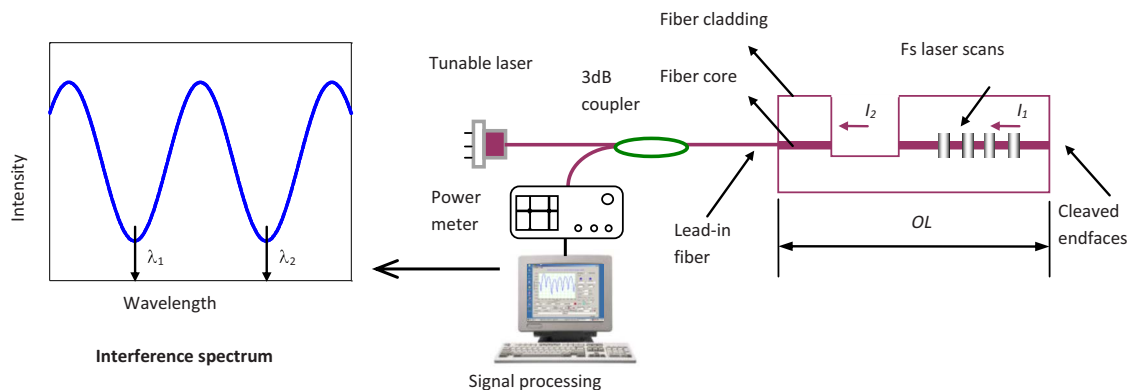 Intensity
λ1
λ2
Wavelength
Interference spectrum
Tunable laser
3dB
coupler
Power
meter
Signal processing
Fiber cladding
Fiber core
Fs laser scans
I2
I1
Lead-in
fiber
OL
Cleaved
endfaces